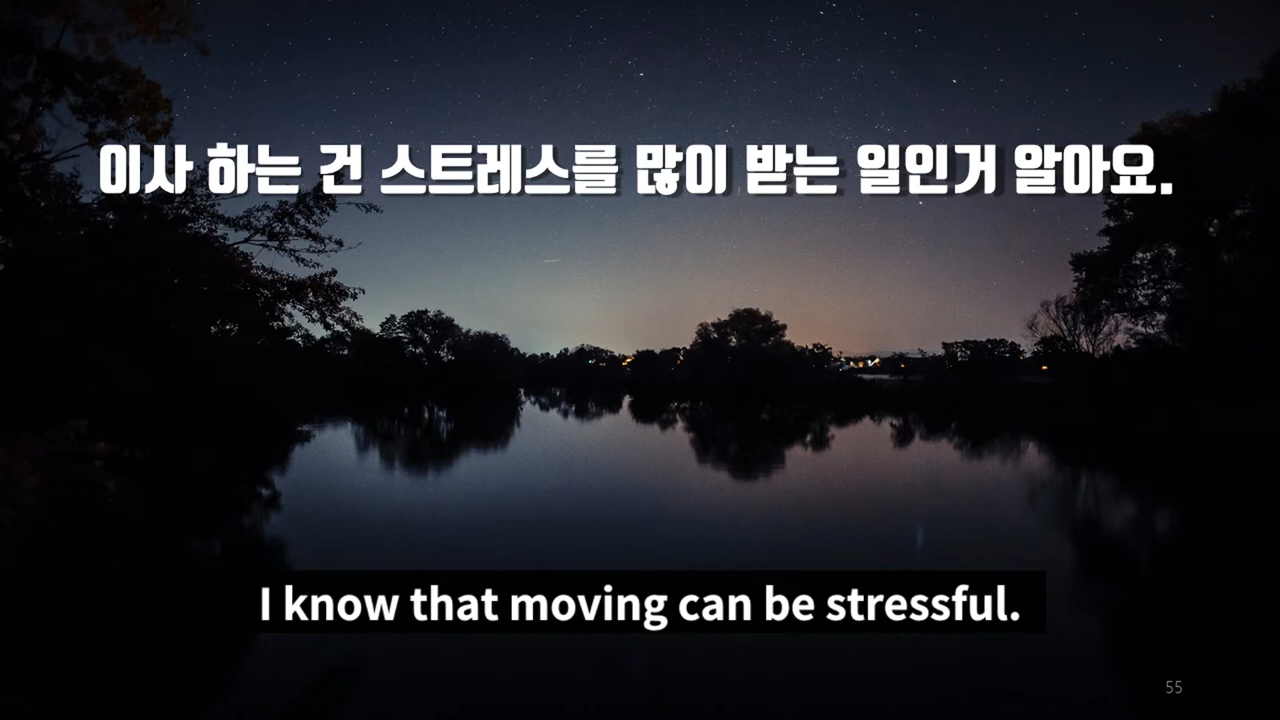 이사 하는 건 스트레스를 많이 받는 일인거 알아요.
I know that moving can be stressful.
55